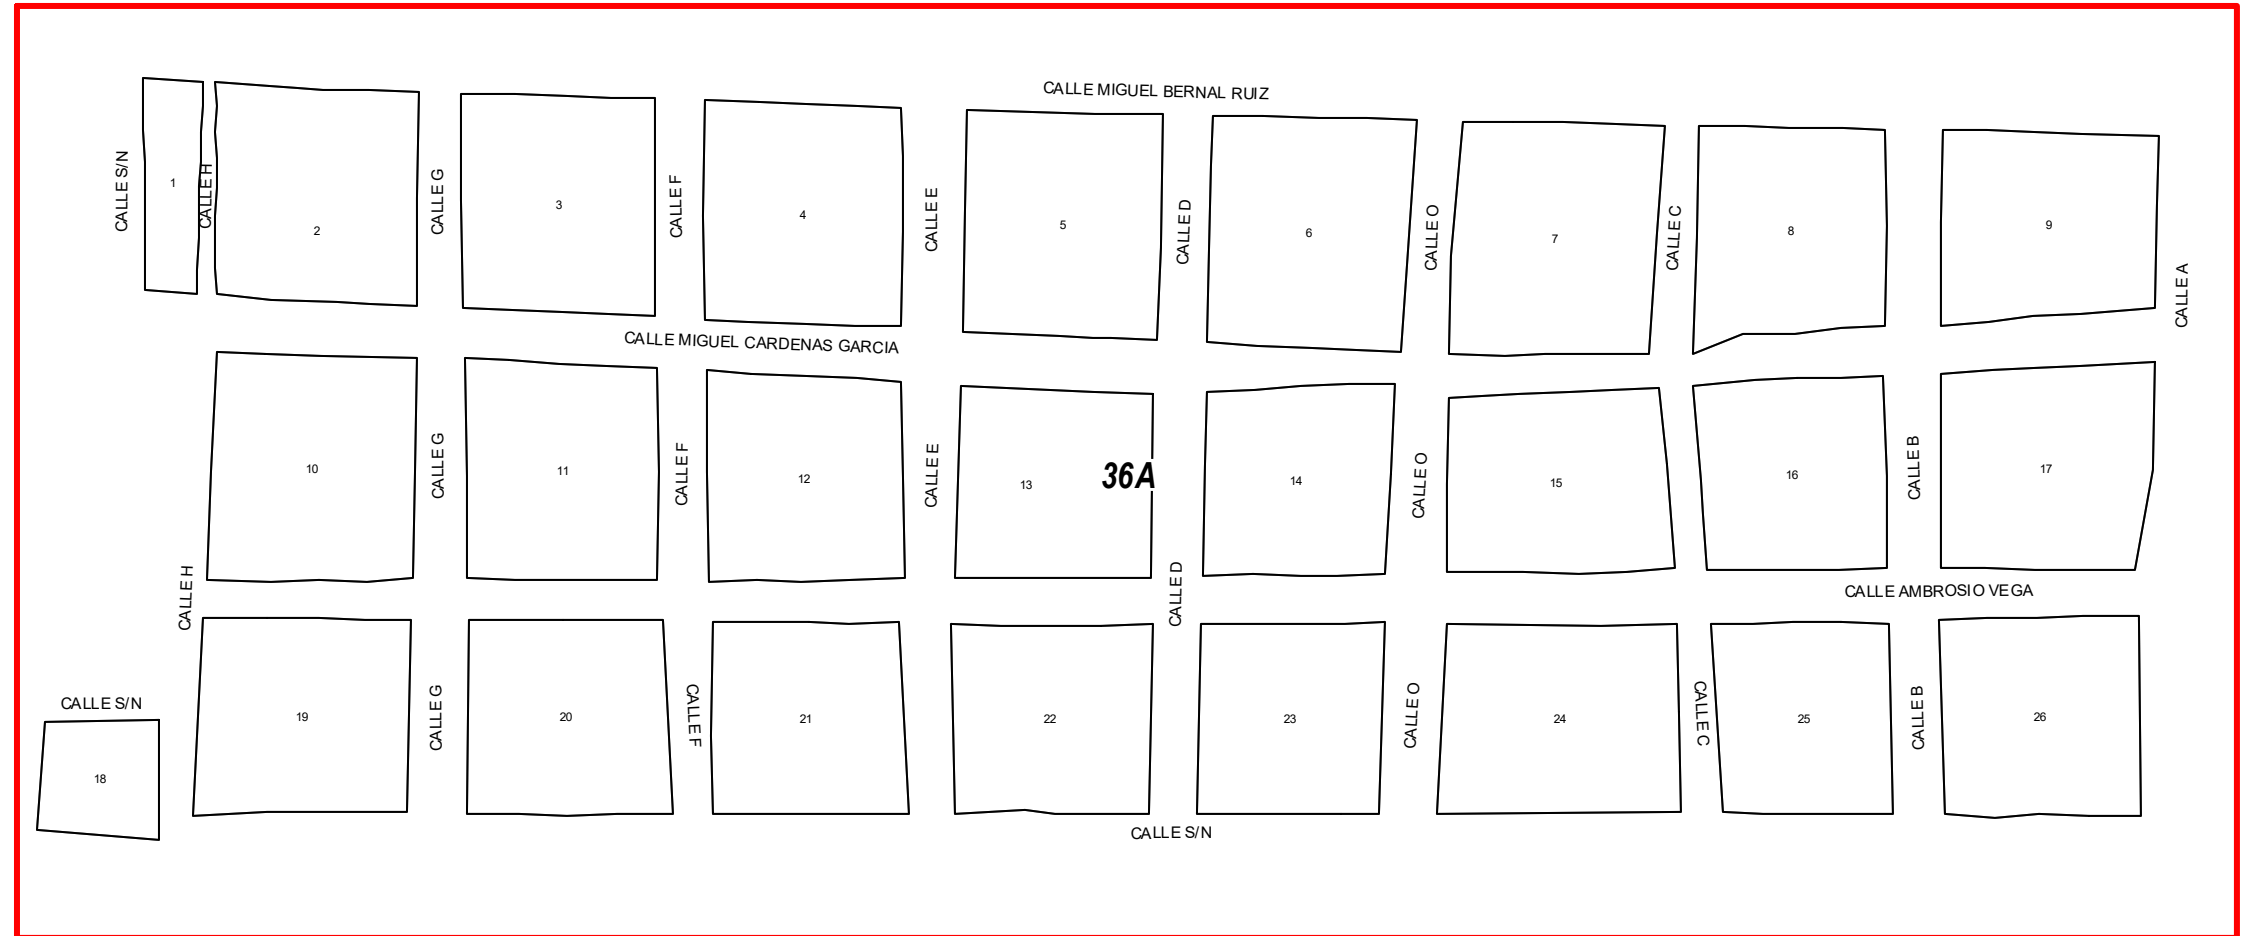 CALLE MIGUEL BERNAL RUIZ
CALLE S/N
1
CALLE H
2
CALLE G
3
CALLE F
4
CALLE E
5
CALLE D
6
CALLE O
7
CALLE C
8
9
CALLE A
CALLE MIGUEL CARDENAS GARCIA
10
CALLE G
11
CALLE F
12
CALLE E
13
36A
14
CALLE O
15
16
CALLE B
17
CALLE H
CALLE D
CALLE AMBROSIO VEGA
CALLE S/N
18
19
CALLE G
20
CALLE F
21
22
23
CALLE O
24
CALLE C
25
CALLE B
26
CALLE S/N